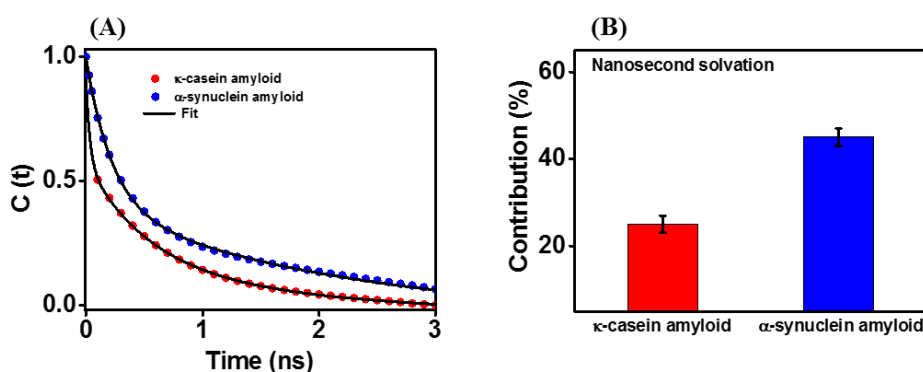 (A)
1.0
0.5
0.0
C (t)
κ-casein amyloid
α-synuclein amyloid
Fit
0
1
2
3
Time (ns)
(B)
Nanosecond solvation
60
40
20
Contribution (%)
κ-casein amyloid
α-synuclein amyloid